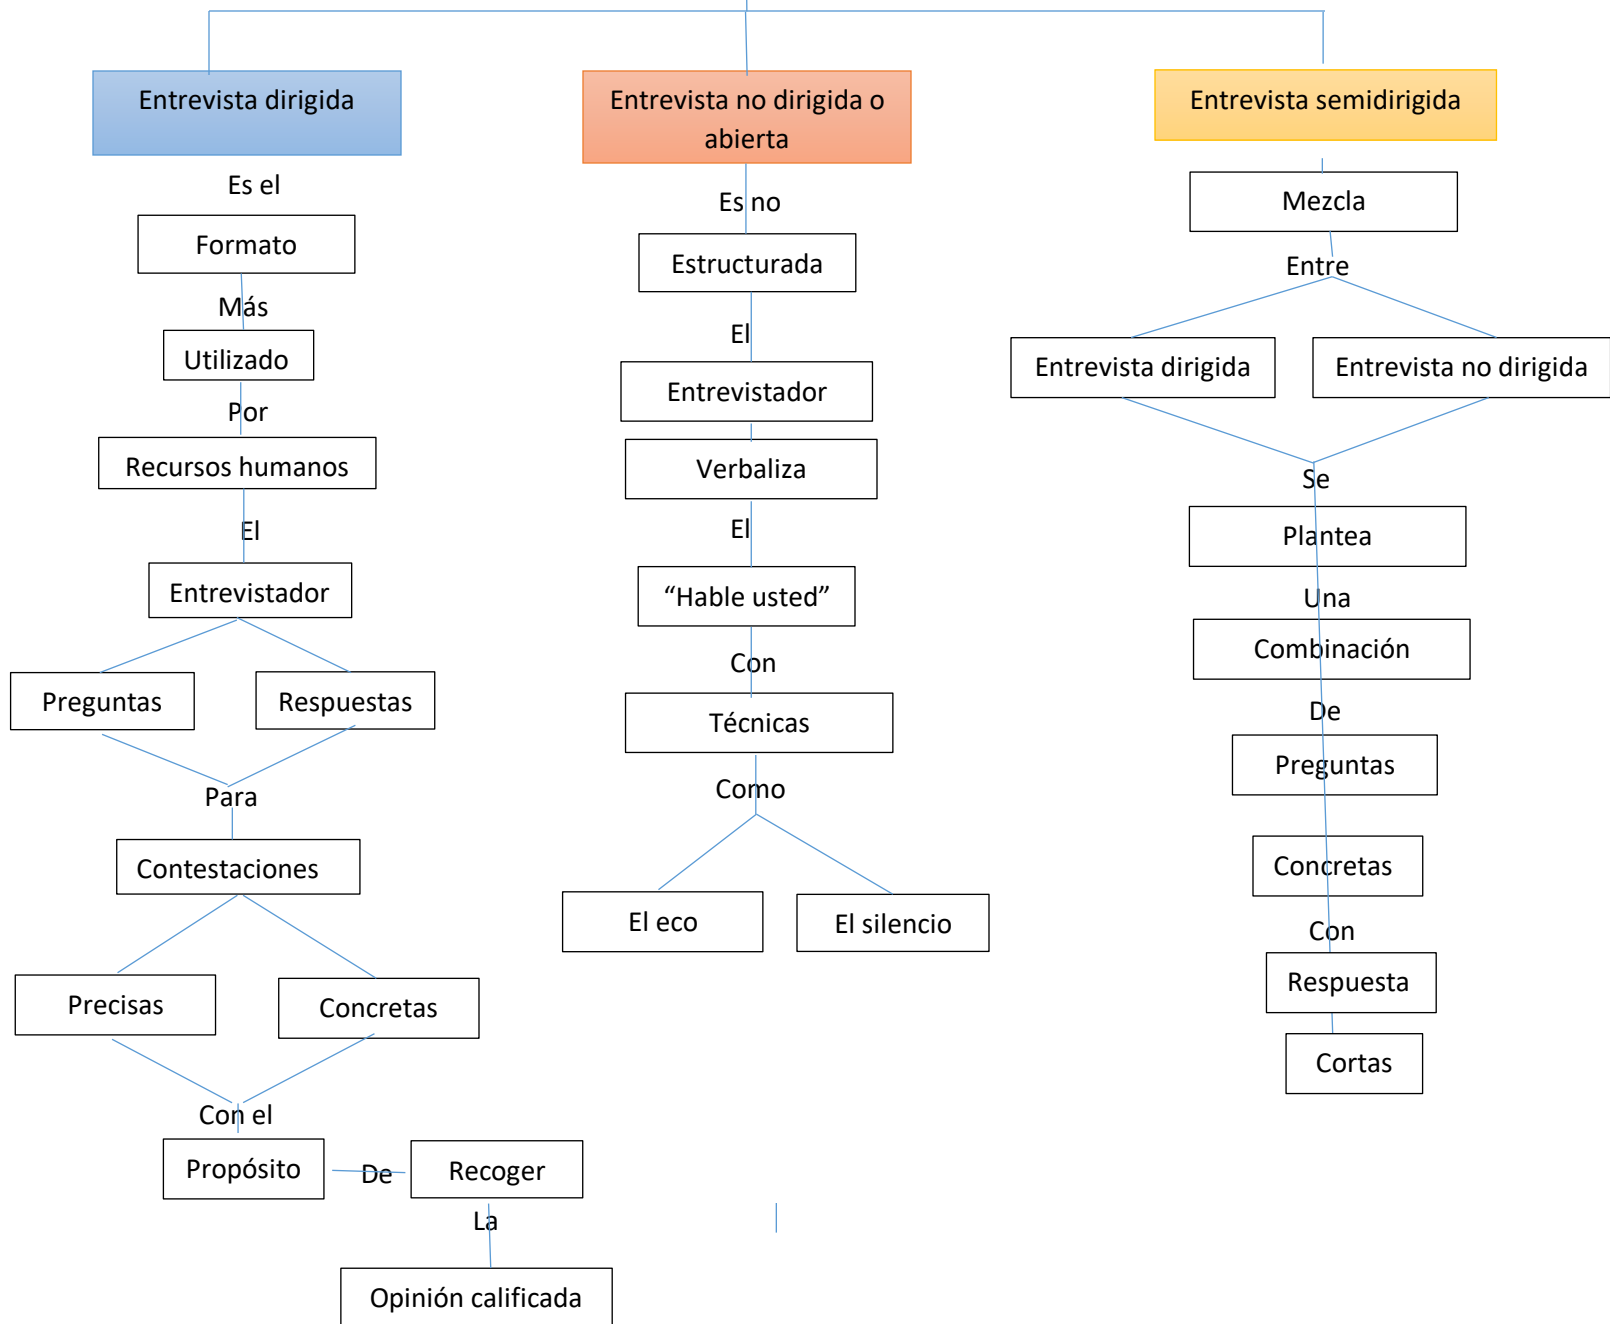 Entrevista dirigida
Es el
Formato
Más
Utilizado
Por
Recursos humanos
El
Entrevistador
Preguntas
Respuestas
Para
Contestaciones
Precisas
Concretas
Con el
Propósito
De
Recoger
La
Opinión calificada
Entrevista no dirigida o
abierta
Es no
Estructurada
El
Entrevistador
Verbaliza
El
“Hable usted”
Con
Técnicas
Como
El eco
El silencio
Entrevista semidirigida
Mezcla
Entre
Entrevista dirigida
Entrevista no dirigida
Se
Plantea
Una
Combinación
De
Preguntas
Concretas
Con
Respuesta
Cortas